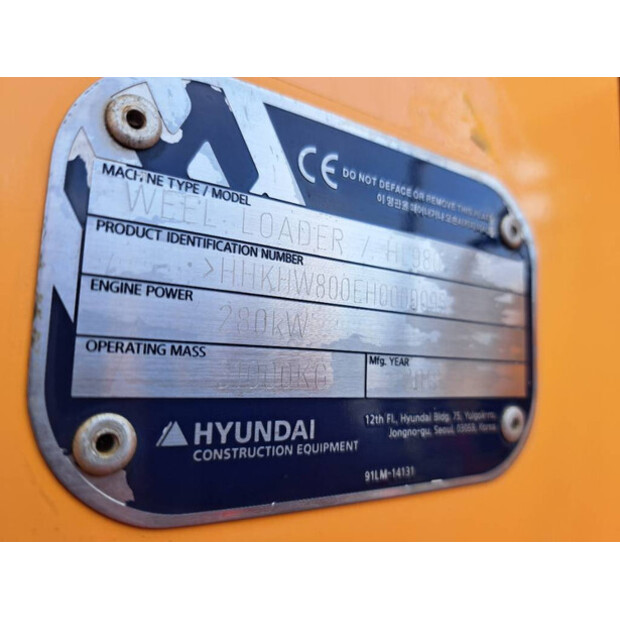 CE DO NOT DEFACE OR REMOVE THIS
MACHINE TYPE / MODEL
WEEL LOADER / HL980
PRODUCT IDENTIFICATION NUMBER
ENGINE POWER
280kW
OPERATING MASS
Mfg. YEAR
HYUNDAI
CONSTRUCTION EQUIPMENT
12th Fl., Hyundai Bldg. 75, Yulgok-ro,
Jongno-gu, Seoul, 03058, Korea
91LM-14131